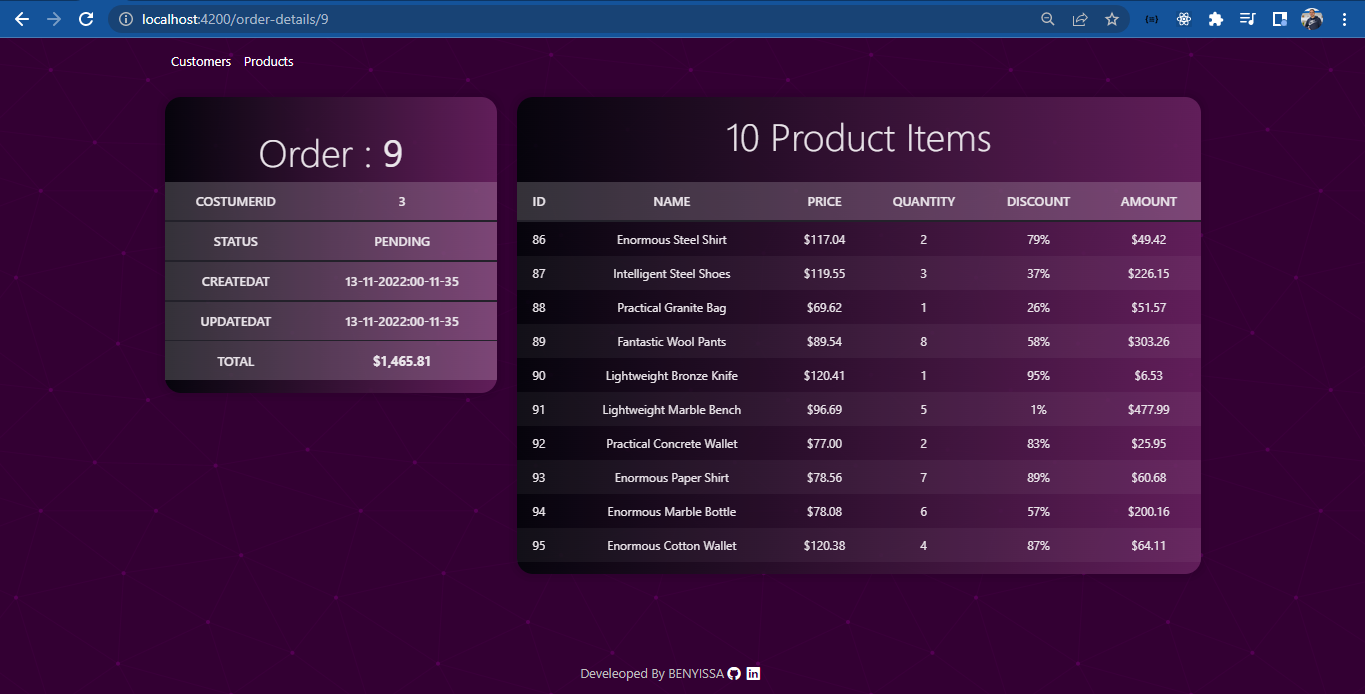 localhost:4200/order-details/9
Customers Products
Order : 9
COSTUMERID 3
STATUS PENDING
CREATEDAT 13-11-2022:00-11-35
UPDATEDAT 13-11-2022:00-11-35
TOTAL $1,465.81
10 Product Items
ID NAME PRICE QUANTITY DISCOUNT AMOUNT
86 Enormous Steel Shirt $117.04 2 79% $49.42
87 Intelligent Steel Shoes $119.55 3 37% $226.15
88 Practical Granite Bag $69.62 1 26% $51.57
89 Fantastic Wool Pants $89.54 8 58% $303.26
90 Lightweight Bronze Knife $120.41 1 95% $6.53
91 Lightweight Marble Bench $96.69 5 1% $477.99
92 Practical Concrete Wallet $77.00 2 83% $25.95
93 Enormous Paper Shirt $78.56 7 89% $60.68
94 Enormous Marble Bottle $78.08 6 57% $200.16
95 Enormous Cotton Wallet $120.38 4 87% $64.11
Develeoped By BENYISSA in